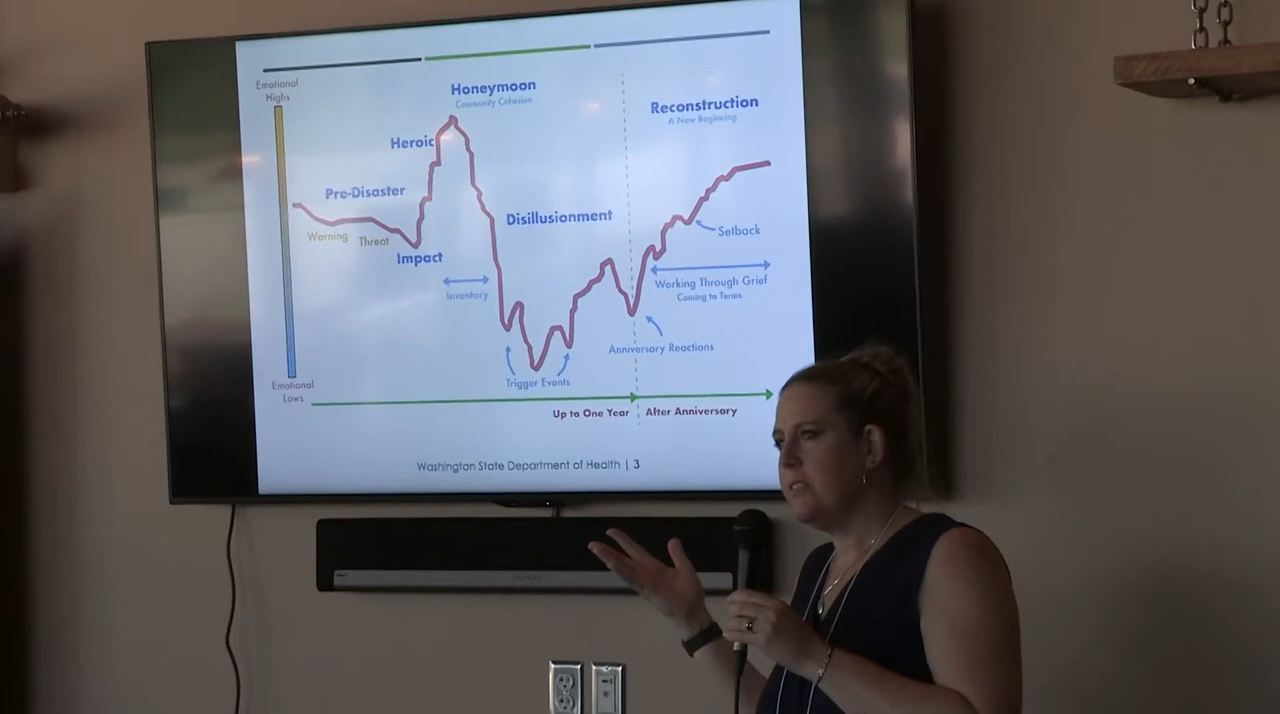 Emotional
Highs
Honeymoon
Community Cohesion
Reconstruction
A New Beginning
Heroic
Pre-Disaster
Warning
Threat
Impact
Disillusionment
Setback
Inventory
Working Through Grief
Coming to Terms
Anniversary Reactions
Trigger Events
Emotional
Lows
Up to One Year
After Anniversary
Washington State Department of Health | 3